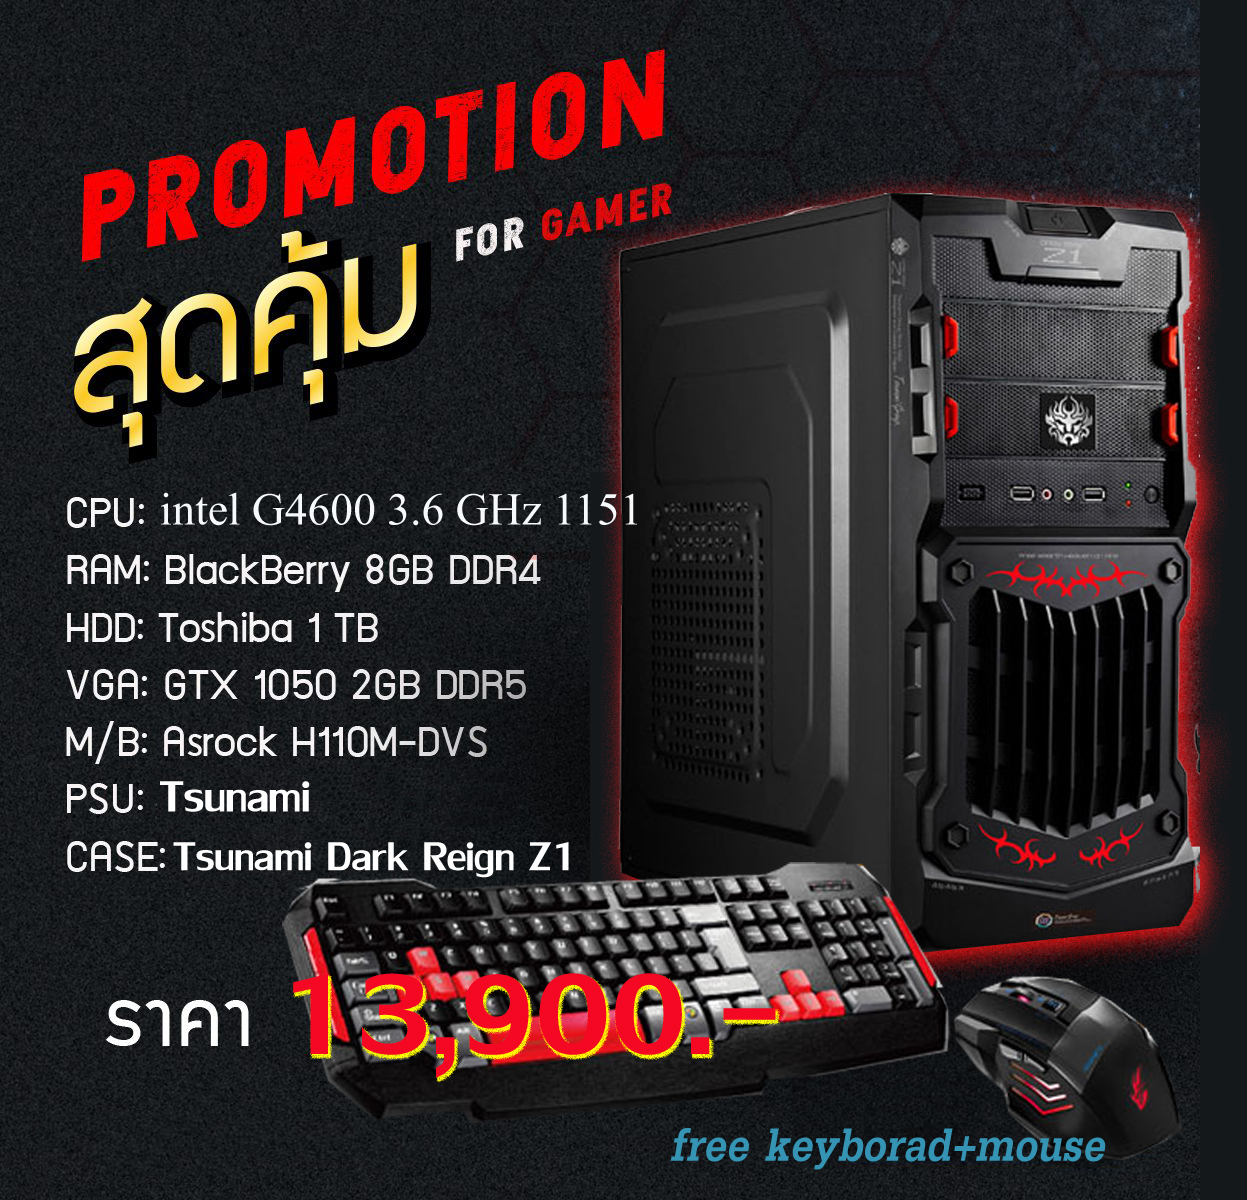 PROMOTION
FOR GAMER
สุดคุ้ม
CPU: intel G4600 3.6 GHz 1151
RAM: BlackBerry 8GB DDR4
HDD: Toshiba 1 TB
VGA: GTX 1050 2GB DDR5
M/B: Asrock H110M-DVS
PSU: Tsunami
CASE: Tsunami Dark Reign Z1
ราคา 13,900.-
free keyborad+mouse
Z1
Z1